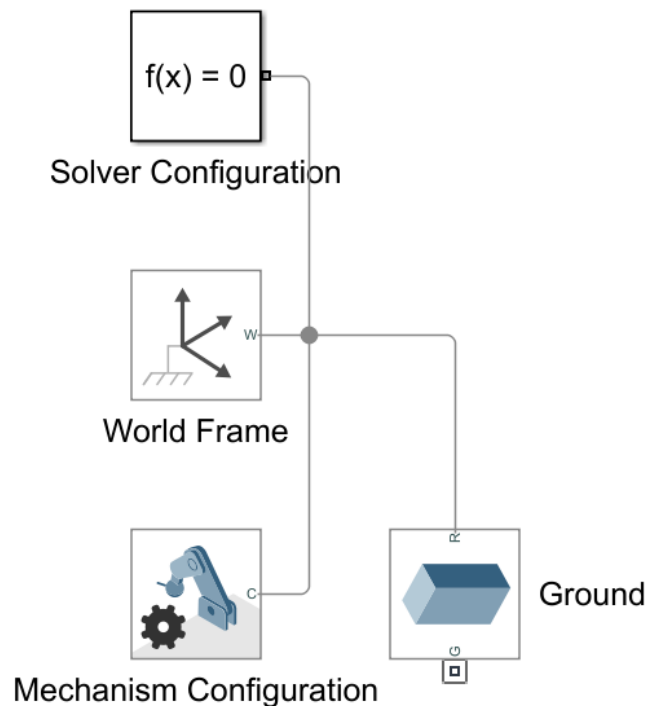 f(x) = 0
Solver Configuration
W
World Frame
R
C
Ground
G
Mechanism Configuration